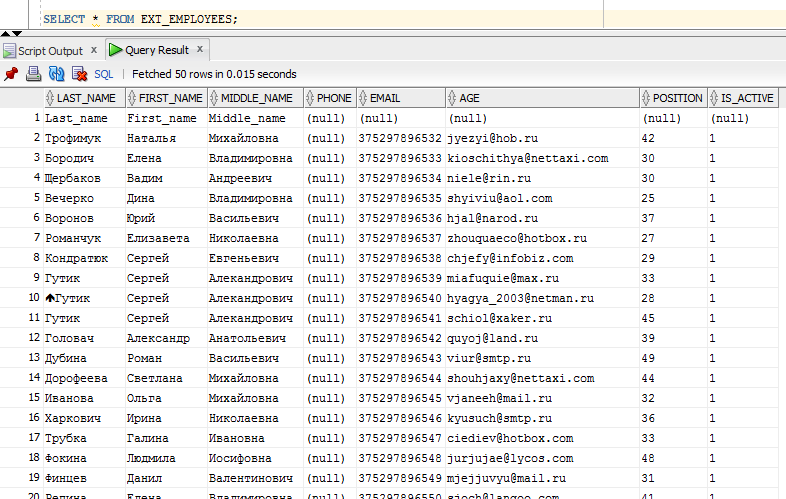 SELECT * FROM EXT_EMPLOYEES;
Script Output x Query Result x
SQL | Fetched 50 rows in 0.015 seconds
LAST_NAME FIRST_NAME MIDDLE_NAME PHONE EMAIL AGE POSITION IS_ACTIVE
1 Last_name First_name Middle_name (null) (null) (null) (null) (null)
2 Трофимук Наталья Михайловна (null) 375297896532 jyezyi@hob.ru 42 1
3 Бородич Елена Владимировна (null) 375297896533 kioschithya@nettaxi.com 30 1
4 Щербаков Вадим Андреевич (null) 375297896534 niele@rin.ru 30 1
5 Вечерко Дина Владимировна (null) 375297896535 shyiviu@aol.com 25 1
6 Воронов Юрий Васильевич (null) 375297896536 hjal@narod.ru 37 1
7 Романчук Елизавета Николаевна (null) 375297896537 zhouquaeco@hotbox.ru 27 1
8 Кондратюк Сергей Евгеньевич (null) 375297896538 chjefy@infobiz.com 29 1
9 Гутик Сергей Алекандрович (null) 375297896539 miafuquie@max.ru 33 1
10 Гутик Сергей Алекандрович (null) 375297896540 hyagya_2003@netman.ru 28 1
11 Гутик Сергей Алекандрович (null) 375297896541 schiol@xaker.ru 45 1
12 Головач Александр Анатольевич (null) 375297896542 quyoj@land.ru 39 1
13 Дубина Роман Васильевич (null) 375297896543 viur@smtp.ru 49 1
14 Дорофеева Светлана Михайловна (null) 375297896544 shouhjaxy@nettaxi.com 44 1
15 Иванова Ольга Михайловна (null) 375297896545 vjaneeh@mail.ru 32 1
16 Харкович Ирина Николаевна (null) 375297896546 kyusuch@smtp.ru 36 1
17 Трубка Галина Ивановна (null) 375297896547 ciediev@hotbox.com 33 1
18 Фокина Людмила Иосифовна (null) 375297896548 jurjujae@lycos.com 48 1
19 Финцев Данил Валентинович (null) 375297896549 mjejjuvyu@mail.ru 31 1
20 Елена Владимировна (null) 375297896550 41 1